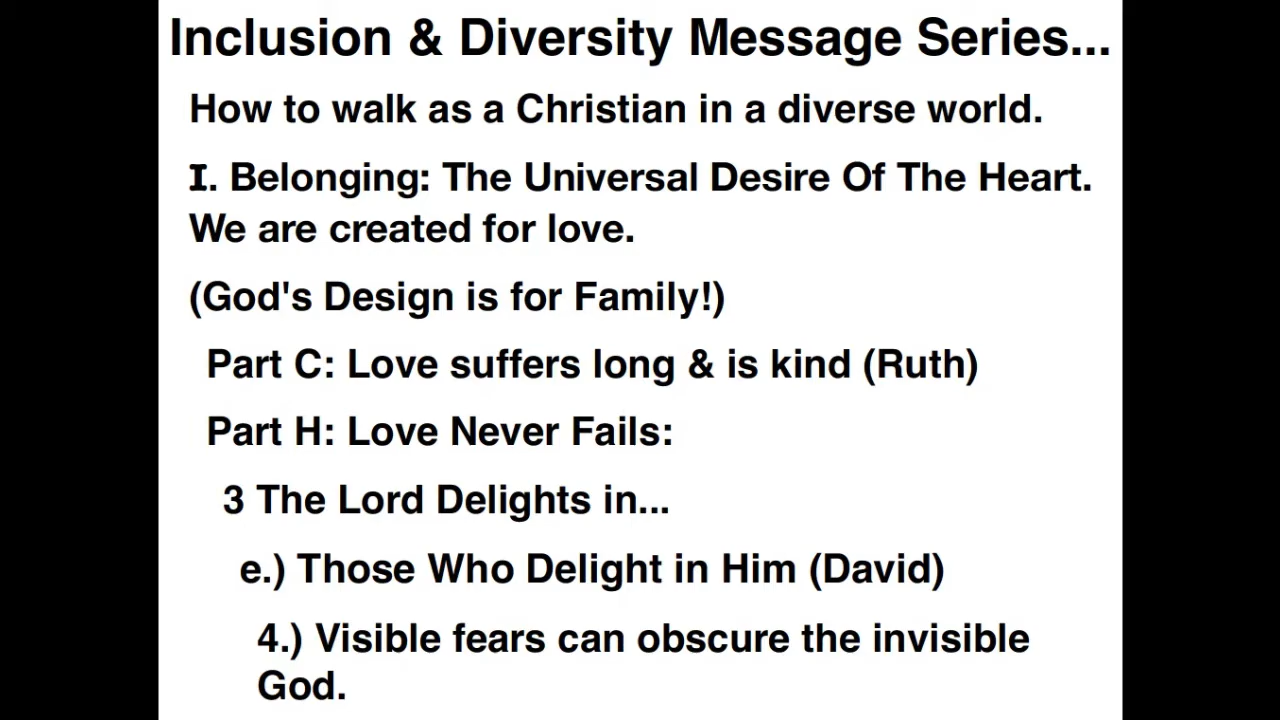 Inclusion & Diversity Message Series...
How to walk as a Christian in a diverse world.
I. Belonging: The Universal Desire Of The Heart.
We are created for love.
(God's Design is for Family!)
Part C: Love suffers long & is kind (Ruth)
Part H: Love Never Fails:
3 The Lord Delights in...
e.) Those Who Delight in Him (David)
4.) Visible fears can obscure the invisible
God.